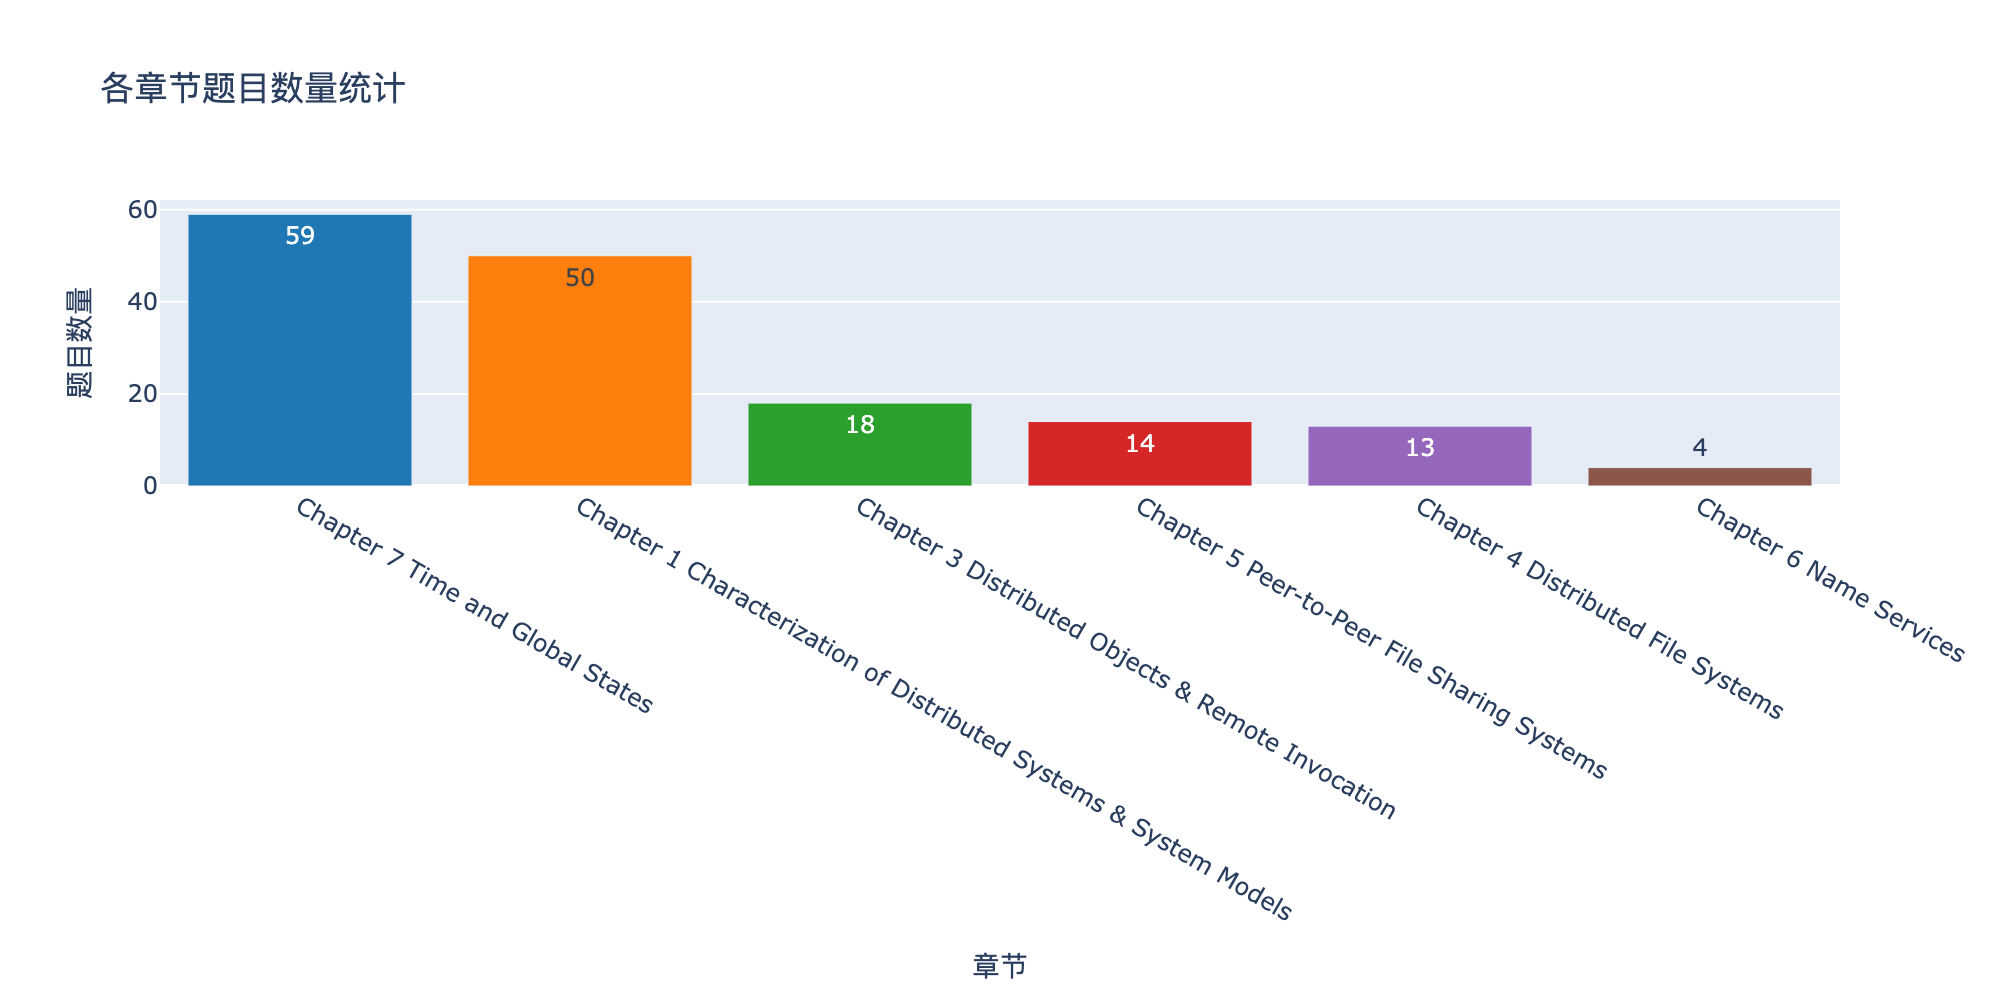 各章节题目数量统计
题目数量
60
40
20
0
59
50
18
14
13
4
Chapter 7 Time and Global States
Chapter 1 Characterization of Distributed Systems & System Models
Chapter 3 Distributed Objects & Remote Invocation
Chapter 5 Peer-to-Peer File Sharing Systems
Chapter 4 Distributed File Systems
Chapter 6 Name Services
章节